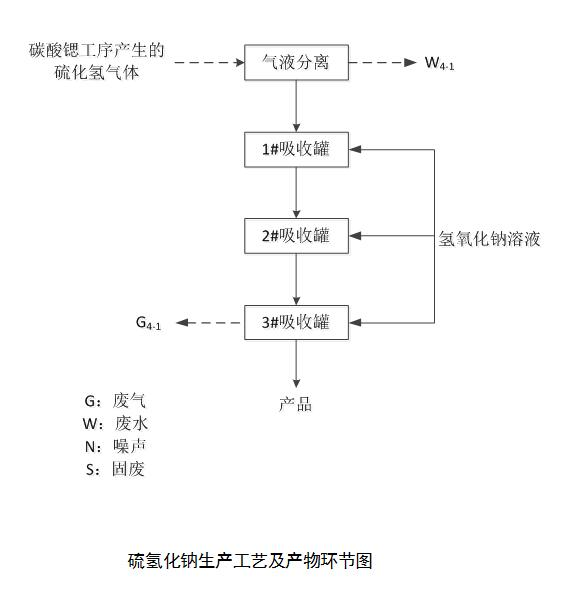 碳酸锶工序产生的
硫化氢气体
气液分离
W4-1
1#吸收罐
2#吸收罐
氢氧化钠溶液
G4-1
3#吸收罐
产品
G：废气
W：废水
N：噪声
S：固废
硫氢化钠生产工艺及产物环节图